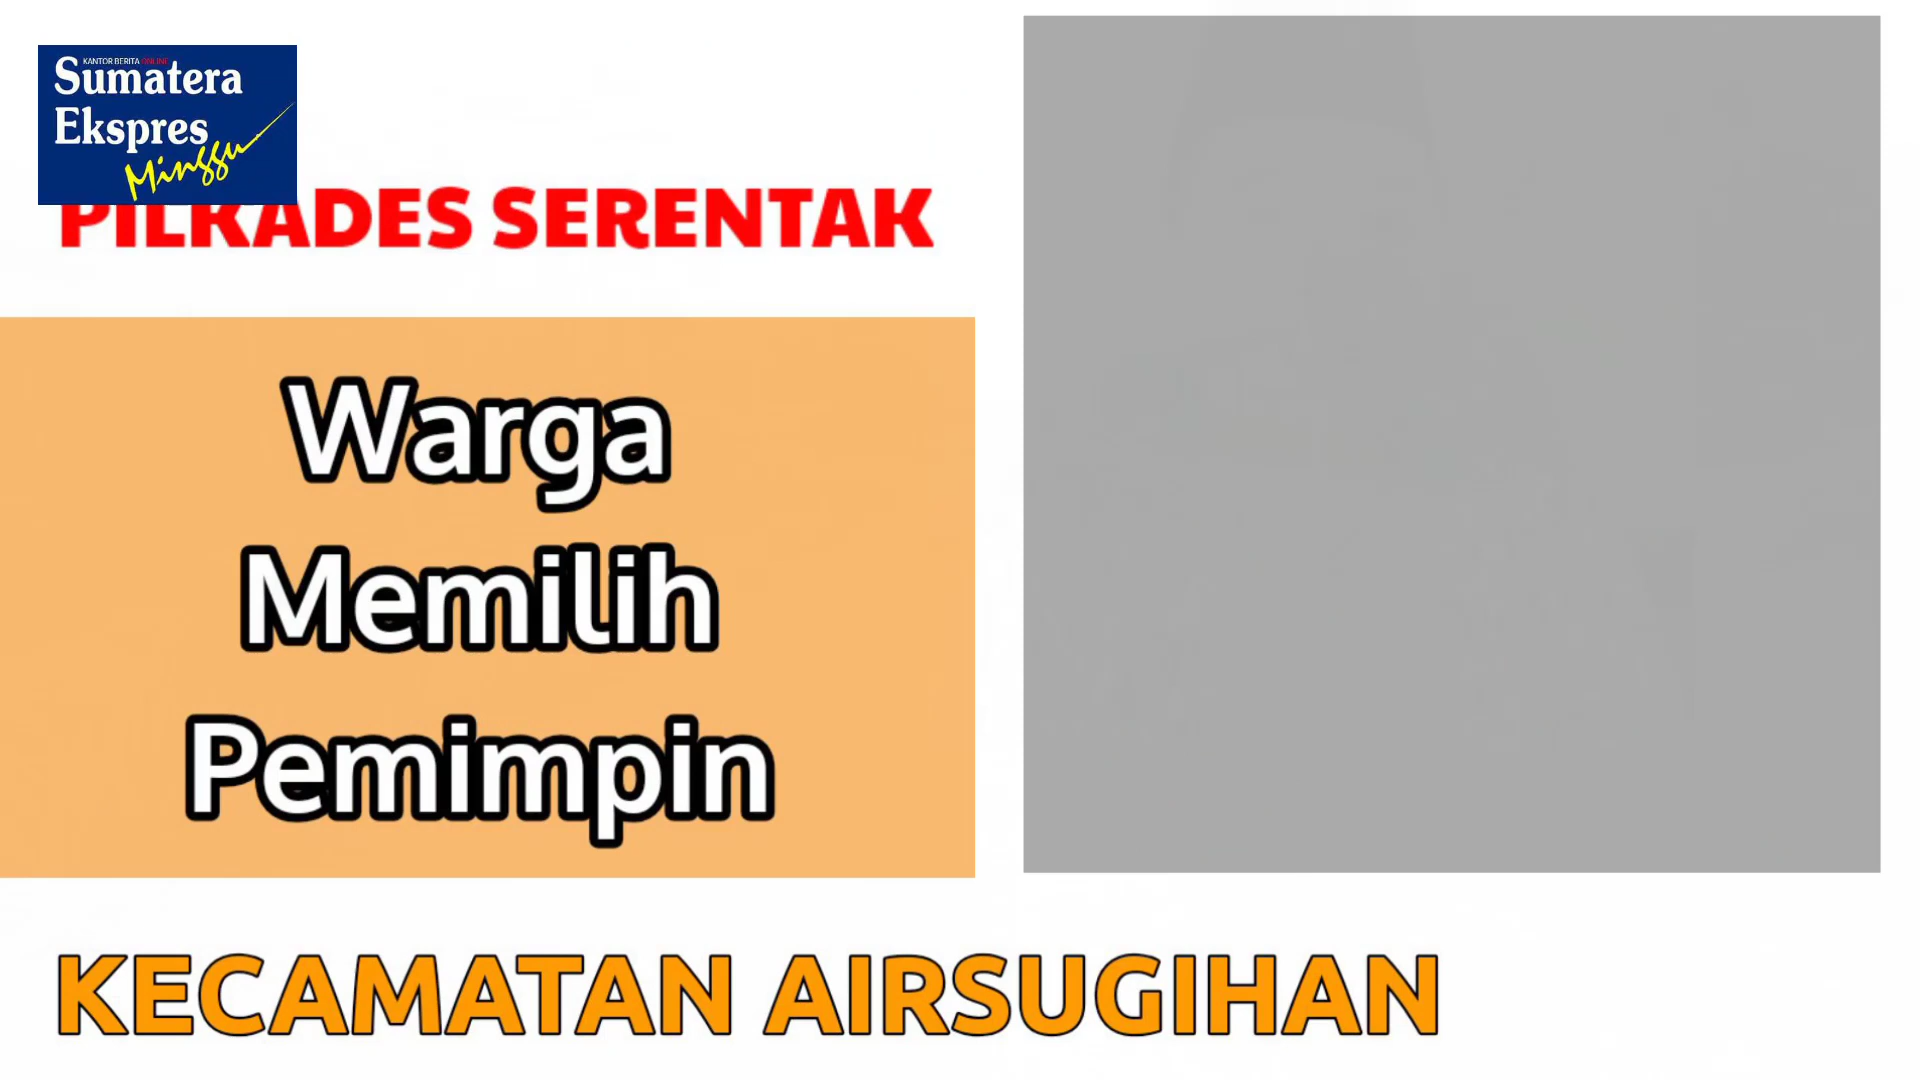 KANTOR BERITA ONLINE
Sumatera
Ekspres
Minggu
PILKADES SERENTAK
Warga
Memilih
Pemimpin
KECAMATAN AIRSUGIHAN